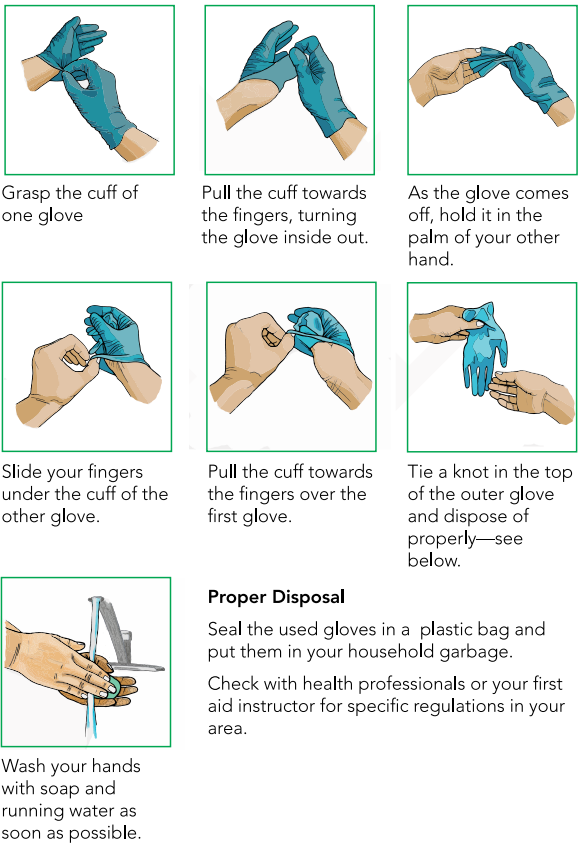 Grasp the cuff of
one glove
Pull the cuff towards
the fingers, turning
the glove inside out.
As the glove comes
off, hold it in the
palm of your other
hand.
Slide your fingers
under the cuff of the
other glove.
Pull the cuff towards
the fingers over the
first glove.
Tie a knot in the top
of the outer glove
and dispose of
properly—see
below.
Wash your hands
with soap and
running water as
soon as possible.
Proper Disposal
Seal the used gloves in a plastic bag and
put them in your household garbage.
Check with health professionals or your first
aid instructor for specific regulations in your
area.